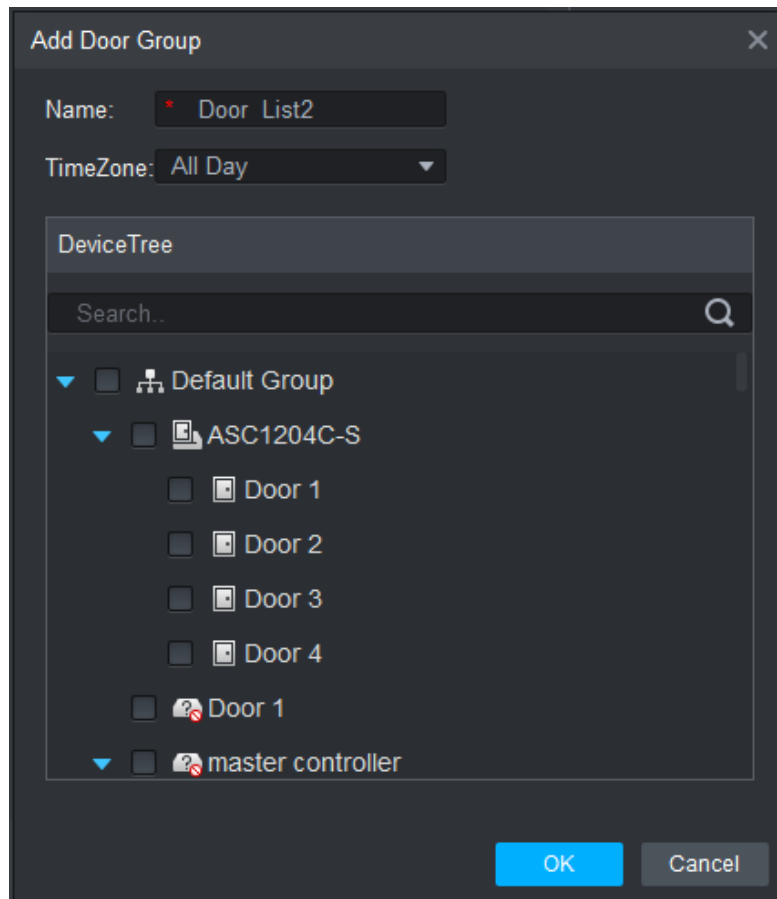 Add Door Group
Name: * Door List2
TimeZone: All Day
DeviceTree
Search..
Default Group
ASC1204C-S
Door 1
Door 2
Door 3
Door 4
Door 1
master controller
OK Cancel